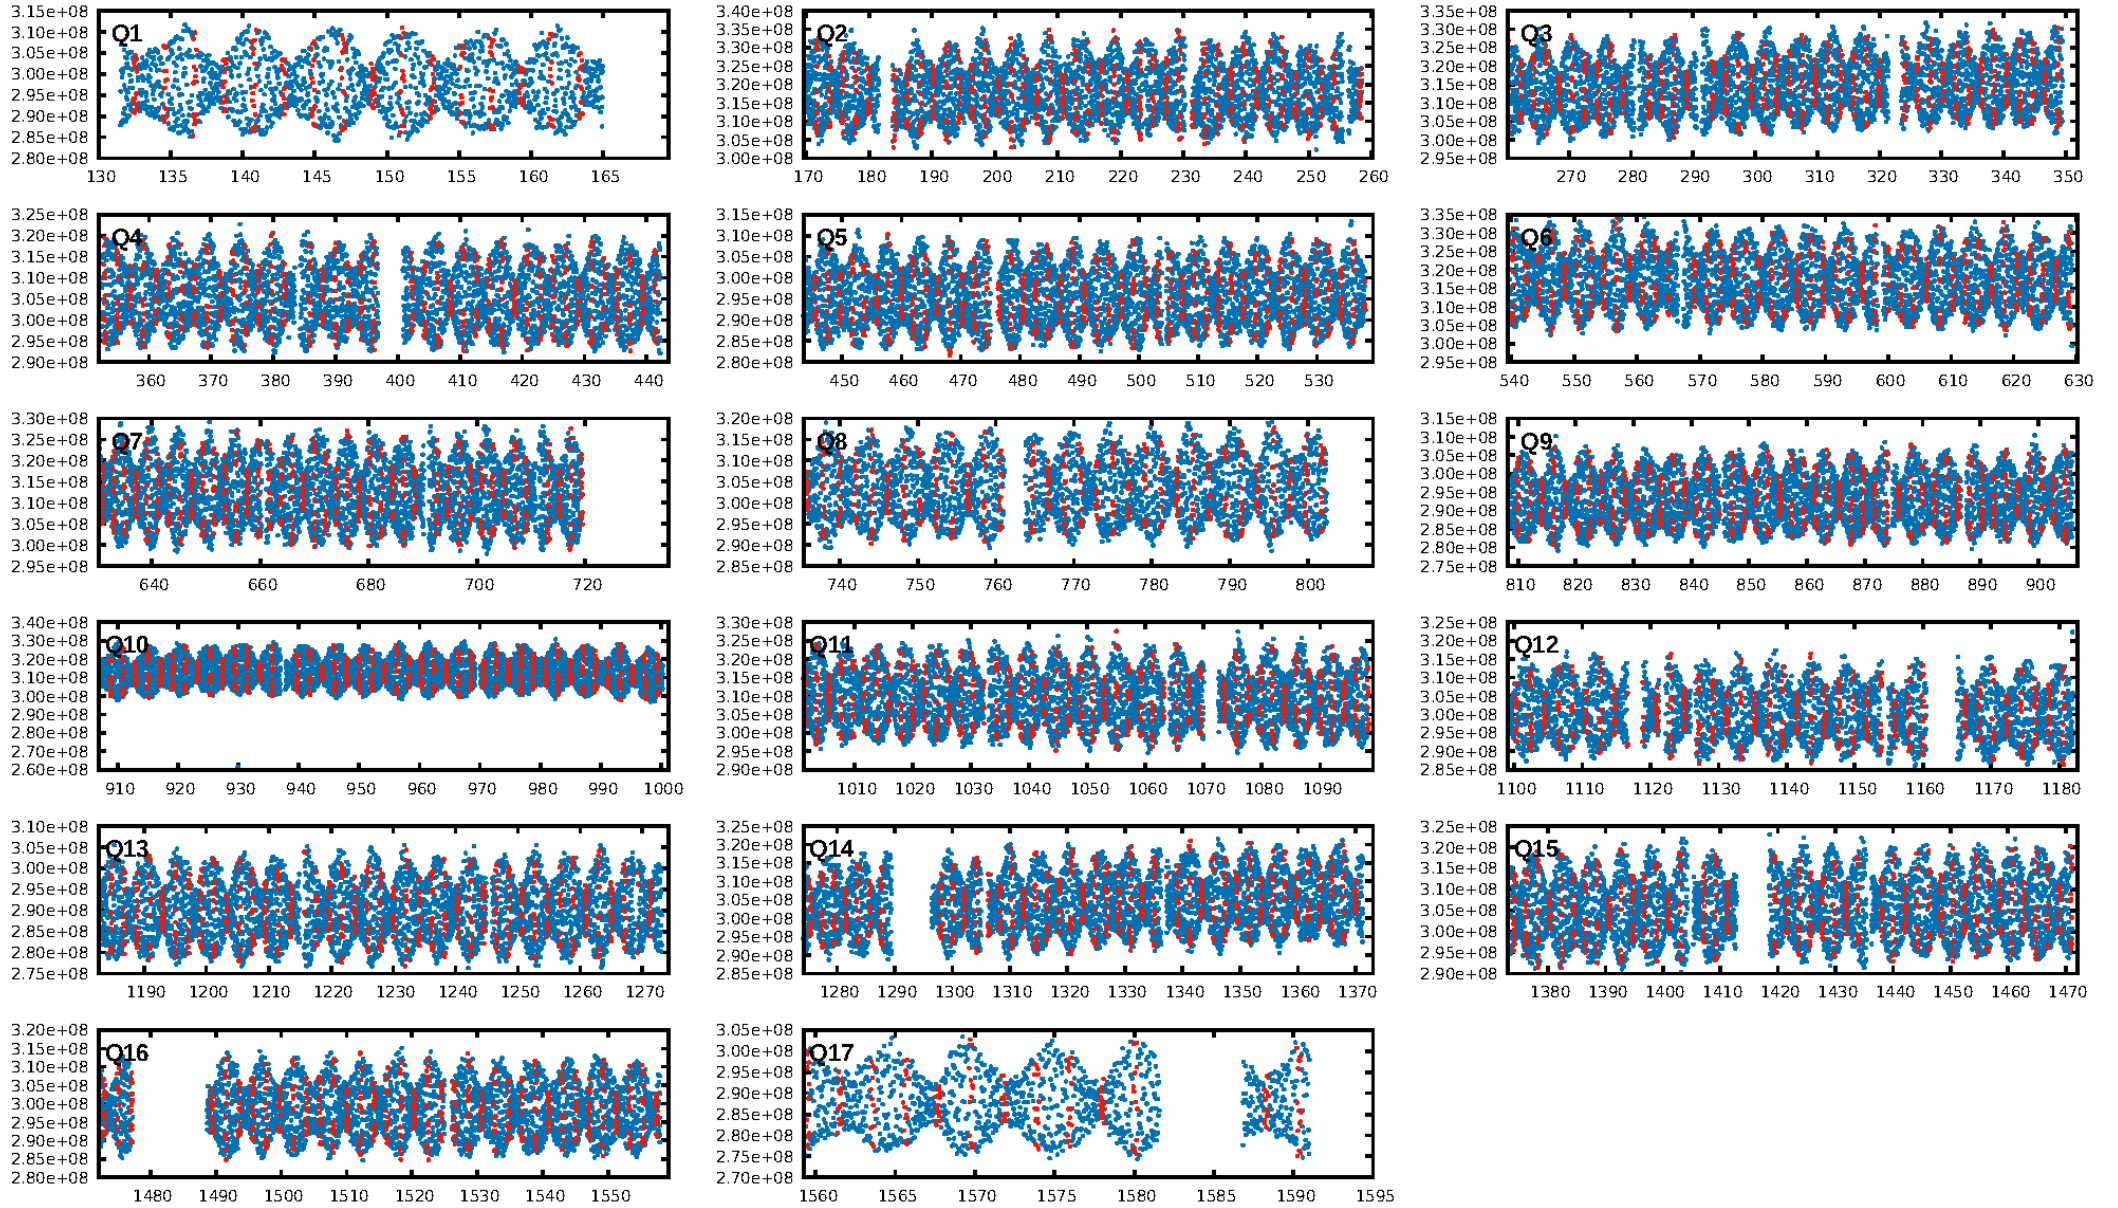 3.15e+08 3.10e+08 3.05e+08 3.00e+08 2.95e+08 2.90e+08 2.85e+08 2.80e+08
Q1
130 135 140 145 150 155 160 165
3.40e+08 3.35e+08 3.30e+08 3.25e+08 3.20e+08 3.15e+08 3.10e+08 3.05e+08 3.00e+08
Q2
170 180 190 200 210 220 230 240 250 260
3.35e+08 3.30e+08 3.25e+08 3.20e+08 3.15e+08 3.10e+08 3.05e+08 3.00e+08 2.95e+08
Q3
270 280 290 300 310 320 330 340 350
3.25e+08 3.20e+08 3.15e+08 3.10e+08 3.05e+08 3.00e+08 2.95e+08 2.90e+08
Q4
360 370 380 390 400 410 420 430 440
3.15e+08 3.10e+08 3.05e+08 3.00e+08 2.95e+08 2.90e+08 2.85e+08 2.80e+08
Q5
450 460 470 480 490 500 510 520 530
3.35e+08 3.30e+08 3.25e+08 3.20e+08 3.15e+08 3.10e+08 3.05e+08 3.00e+08 2.95e+08
Q6
540 550 560 570 580 590 600 610 620 630
3.30e+08 3.25e+08 3.20e+08 3.15e+08 3.10e+08 3.05e+08 3.00e+08 2.95e+08
Q7
640 660 680 700 720
3.20e+08 3.15e+08 3.10e+08 3.05e+08 3.00e+08 2.95e+08 2.90e+08 2.85e+08
Q8
740 750 760 770 780 790 800
3.15e+08 3.10e+08 3.05e+08 3.00e+08 2.95e+08 2.90e+08 2.85e+08 2.80e+08 2.75e+08
Q9
810 820 830 840 850 860 870 880 890 900
3.40e+08 3.30e+08 3.20e+08 3.10e+08 3.00e+08 2.90e+08 2.80e+08 2.70e+08 2.60e+08
Q10
910 920 930 940 950 960 970 980 990 1000
3.30e+08 3.25e+08 3.20e+08 3.15e+08 3.10e+08 3.05e+08 3.00e+08 2.95e+08 2.90e+08
Q11
1010 1020 1030 1040 1050 1060 1070 1080 1090
3.25e+08 3.20e+08 3.15e+08 3.10e+08 3.05e+08 3.00e+08 2.95e+08 2.90e+08 2.85e+08
Q12
1100 1110 1120 1130 1140 1150 1160 1170 1180
3.10e+08 3.05e+08 3.00e+08 2.95e+08 2.90e+08 2.85e+08 2.80e+08 2.75e+08
Q13
1190 1200 1210 1220 1230 1240 1250 1260 1270
3.25e+08 3.20e+08 3.15e+08 3.10e+08 3.05e+08 3.00e+08 2.95e+08 2.90e+08 2.85e+08
Q14
1280 1290 1300 1310 1320 1330 1340 1350 1360 1370
3.25e+08 3.20e+08 3.15e+08 3.10e+08 3.05e+08 3.00e+08 2.95e+08 2.90e+08
Q15
1380 1390 1400 1410 1420 1430 1440 1450 1460 1470
3.20e+08 3.15e+08 3.10e+08 3.05e+08 3.00e+08 2.95e+08 2.90e+08 2.85e+08 2.80e+08
Q16
1480 1490 1500 1510 1520 1530 1540 1550
3.05e+08 3.00e+08 2.95e+08 2.90e+08 2.85e+08 2.80e+08 2.75e+08 2.70e+08
Q17
1560 1565 1570 1575 1580 1585 1590 1595